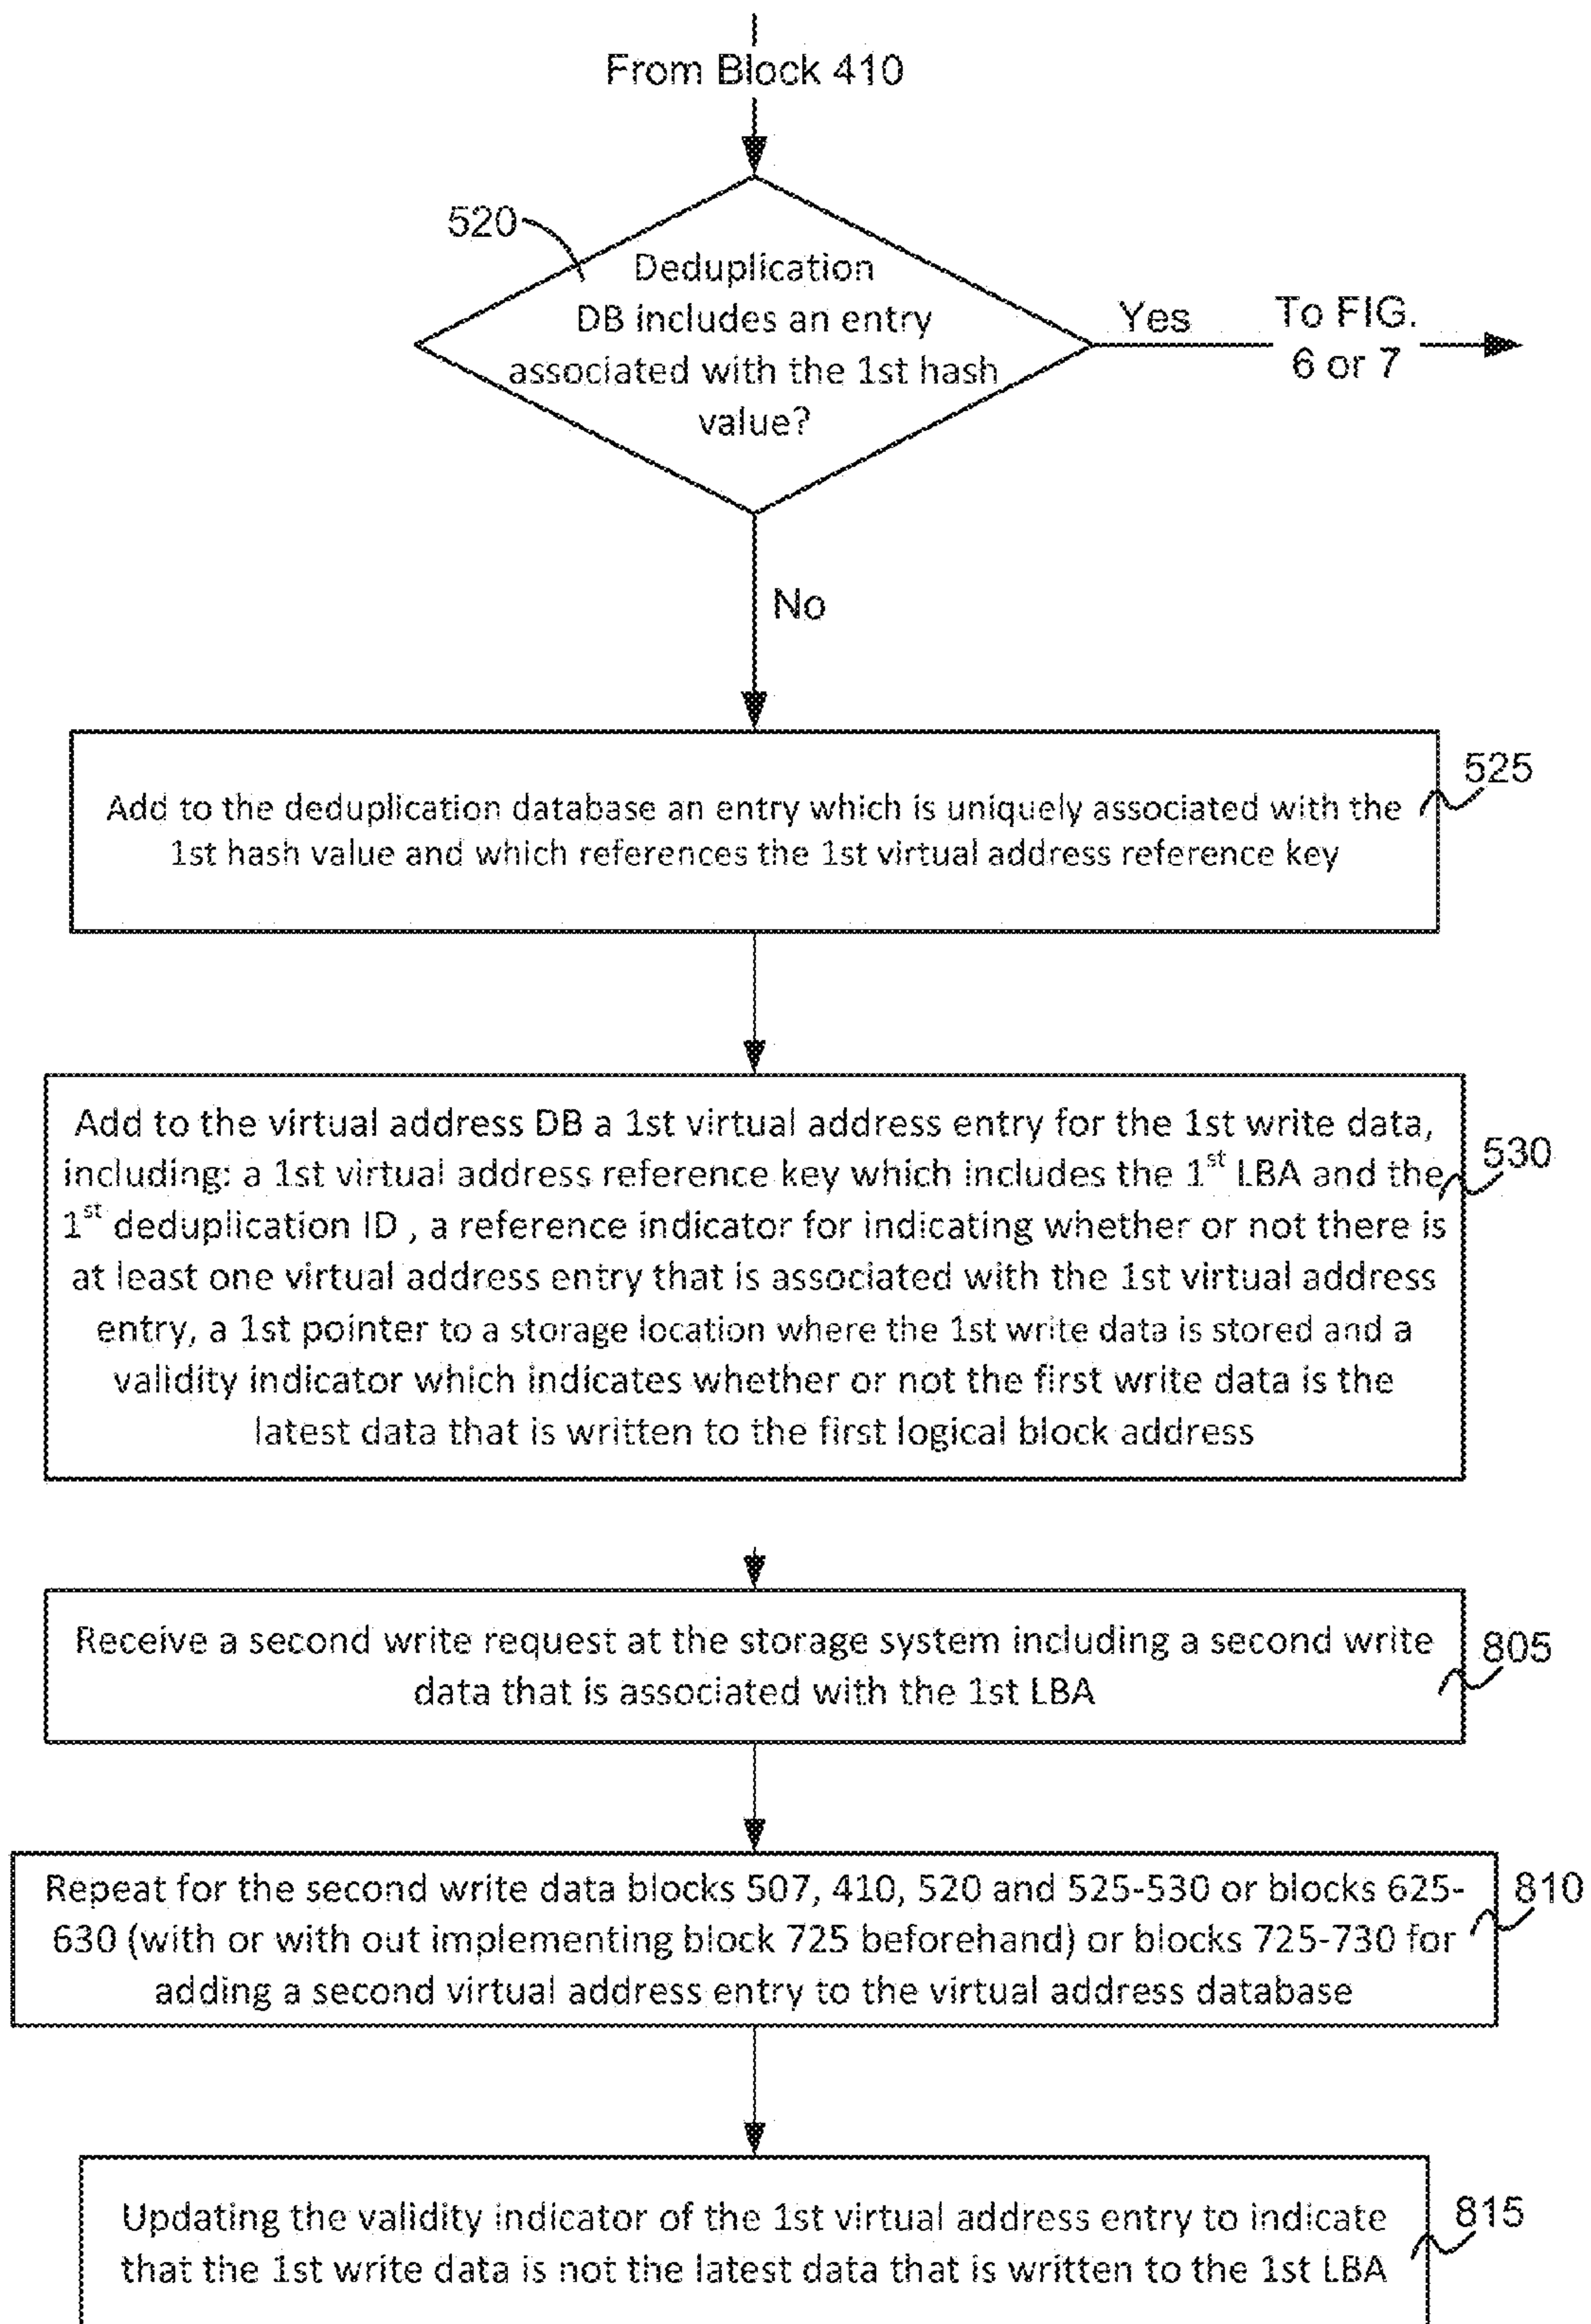 From Block 410
520
Deduplication
DB includes an entry
associated with the 1st hash
value?
Yes
To FIG.
6 or 7
No
525
Add to the deduplication database an entry which is uniquely associated with the
1st hash value and which references the 1st virtual address reference key
530
Add to the virtual address DB a 1st virtual address entry for the 1st write data,
including: a 1st virtual address reference key which includes the 1st LBA and the
1st deduplication ID , a reference indicator for indicating whether or not there is
at least one virtual address entry that is associated with the 1st virtual address
entry, a 1st pointer to a storage location where the 1st write data is stored and a
validity indicator which indicates whether or not the first write data is the
latest data that is written to the first logical block address
805
Receive a second write request at the storage system including a second write
data that is associated with the 1st LBA
810
Repeat for the second write data blocks 507, 410, 520 and 525-530 or blocks 625-
630 (with or with out implementing block 725 beforehand) or blocks 725-730 for
adding a second virtual address entry to the virtual address database
815
Updating the validity indicator of the 1st virtual address entry to indicate
that the 1st write data is not the latest data that is written to the 1st LBA